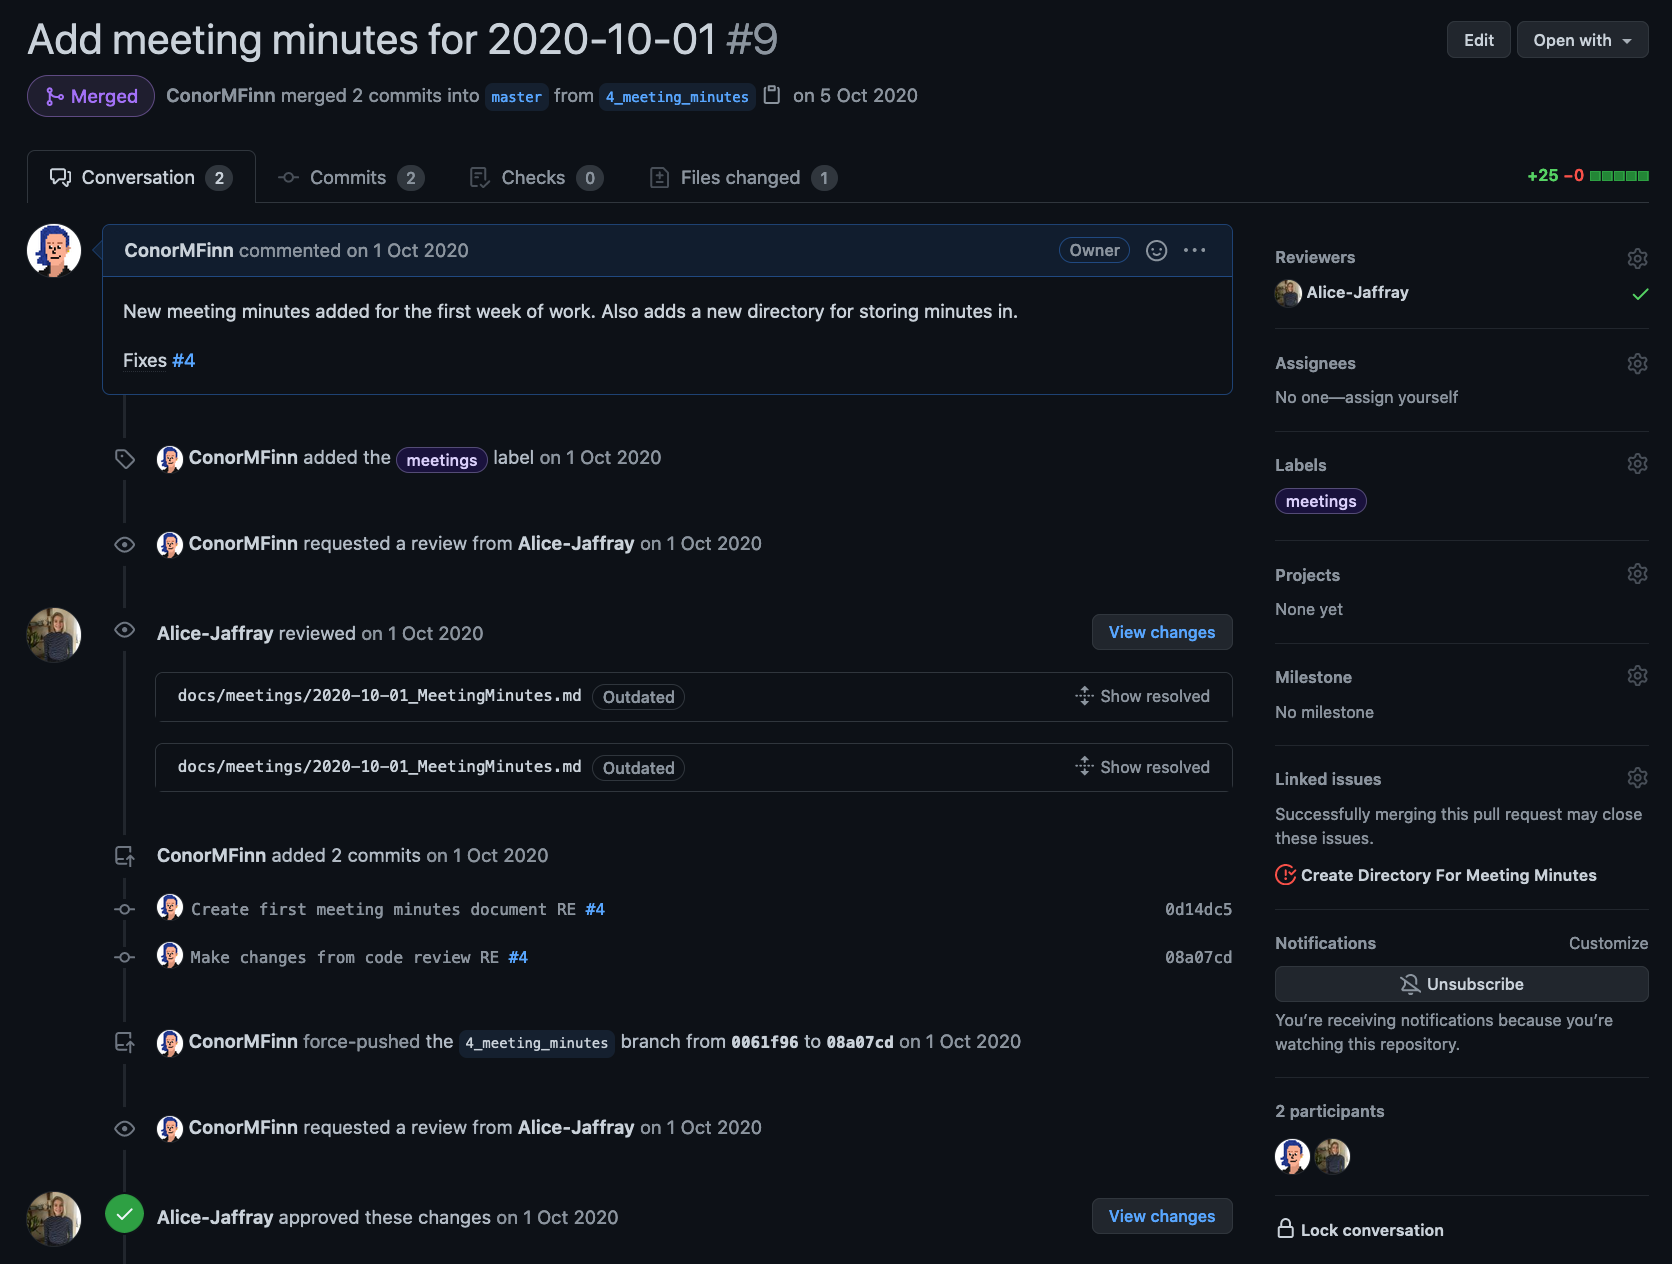 Add meeting minutes for 2020-10-01 #9
Edit
Open with
Merged
ConorMFinn merged 2 commits into master from 4_meeting_minutes on 5 Oct 2020
Conversation 2
Commits 2
Checks 0
Files changed 1
+25 −0
ConorMFinn commented on 1 Oct 2020
Owner
New meeting minutes added for the first week of work. Also adds a new directory for storing minutes in.
Fixes #4
ConorMFinn added the meetings label on 1 Oct 2020
ConorMFinn requested a review from Alice-Jaffray on 1 Oct 2020
Alice-Jaffray reviewed on 1 Oct 2020
View changes
docs/meetings/2020-10-01_MeetingMinutes.md Outdated
Show resolved
docs/meetings/2020-10-01_MeetingMinutes.md Outdated
Show resolved
ConorMFinn added 2 commits on 1 Oct 2020
Create first meeting minutes document RE #4
0d14dc5
Make changes from code review RE #4
08a07cd
ConorMFinn force-pushed the 4_meeting_minutes branch from 0061f96 to 08a07cd on 1 Oct 2020
ConorMFinn requested a review from Alice-Jaffray on 1 Oct 2020
Alice-Jaffray approved these changes on 1 Oct 2020
View changes
Reviewers
Alice-Jaffray
Assignees
No one—assign yourself
Labels
meetings
Projects
None yet
Milestone
No milestone
Linked issues
Successfully merging this pull request may close
these issues.
Create Directory For Meeting Minutes
Notifications
Customize
Unsubscribe
You're receiving notifications because you're
watching this repository.
2 participants
Lock conversation